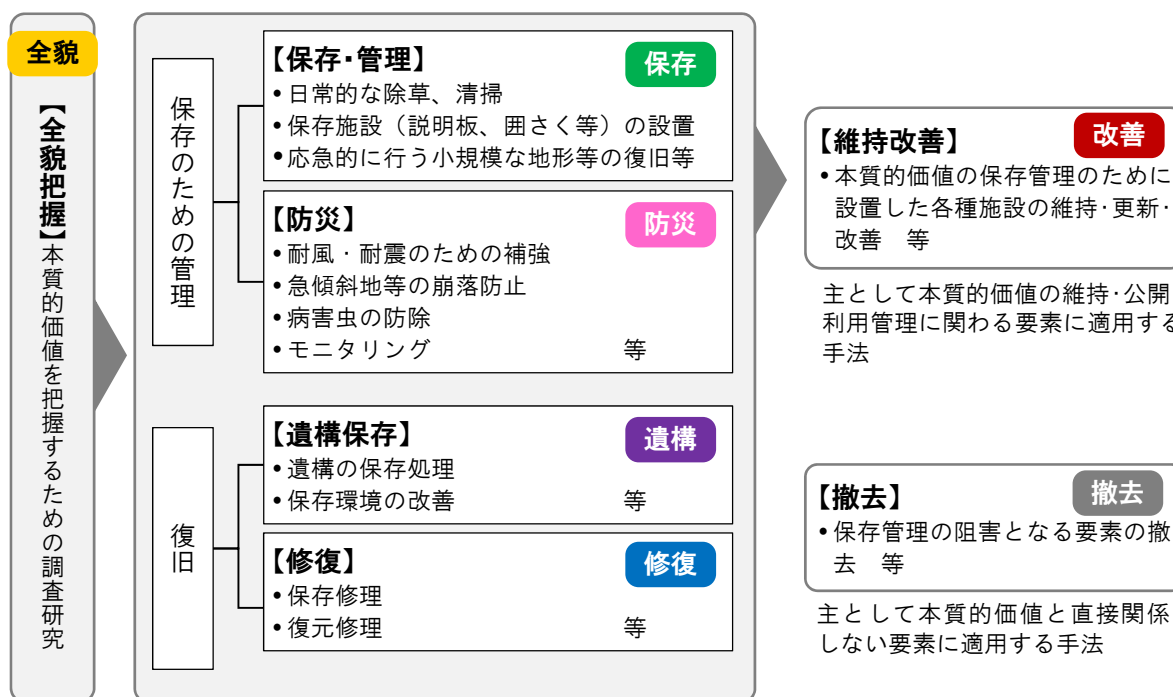 全貌
【全貌把握】本質的価値を把握するための調査研究
保存のための管理
【保存・管理】
保存
•日常的な除草、清掃
•保存施設（説明板、囲さく等）の設置
•応急的に行う小規模な地形等の復旧等
【防災】
防災
•耐風・耐震のための補強
•急傾斜地等の崩落防止
•病害虫の防除
•モニタリング 等
復旧
【遺構保存】
遺構
•遺構の保存処理
•保存環境の改善 等
【修復】
修復
•保存修理
•復元修理 等
【維持改善】
改善
•本質的価値の保存管理のために
設置した各種施設の維持・更新・
改善 等
主として本質的価値の維持・公開
利用管理に関わる要素に適用する
手法
【撤去】
撤去
•保存管理の阻害となる要素の撤
去 等
主として本質的価値と直接関係
しない要素に適用する手法